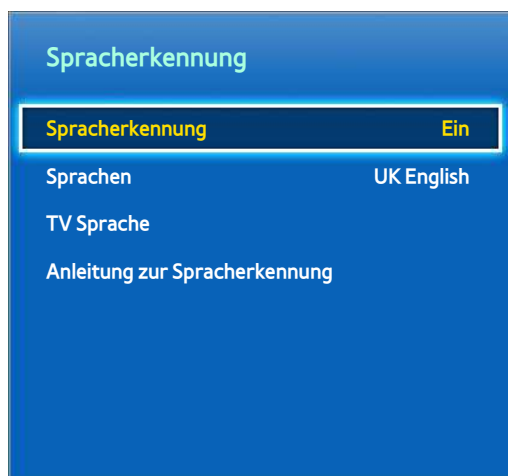 Spracherkennung
Spracherkennung Ein
Sprachen UK English
TV Sprache
Anleitung zur Spracherkennung